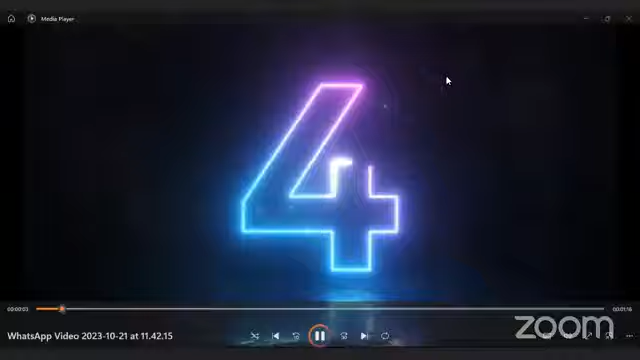 Media Player
4
00:00:03
00:01:16
WhatsApp Video 2023-10-21 at 11.42.15
zoom